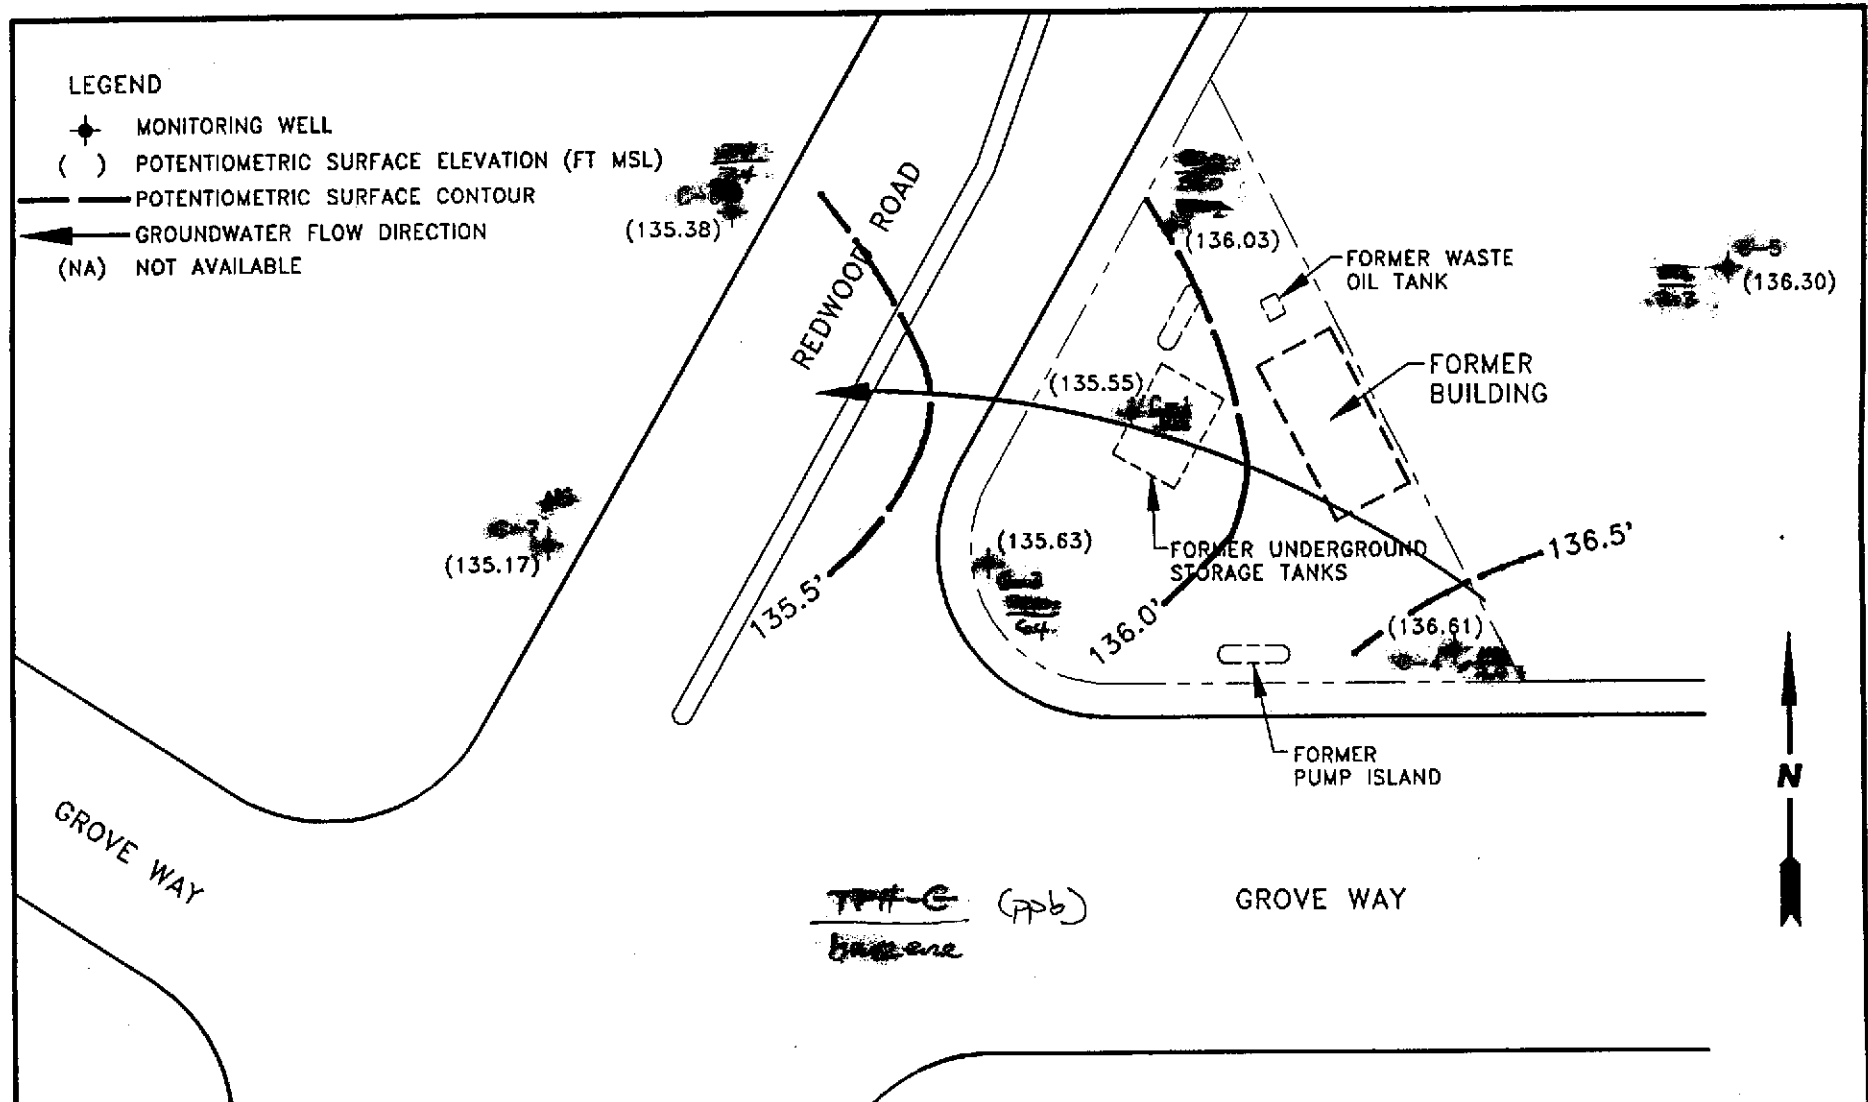 LEGEND
MONITORING WELL
( ) POTENTIOMETRIC SURFACE ELEVATION (FT MSL)
POTENTIOMETRIC SURFACE CONTOUR
GROUNDWATER FLOW DIRECTION
(NA) NOT AVAILABLE
(135.38)
REDWOOD ROAD
(136.03)
FORMER WASTE
OIL TANK
(136.30)
FORMER
BUILDING
(135.55)
(135.17)
(135.63)
FORMER UNDERGROUND
STORAGE TANKS
136.5'
135.5'
136.0'
(136.61)
FORMER
PUMP ISLAND
N
GROVE WAY
TPH-G (ppb)
benzene
GROVE WAY